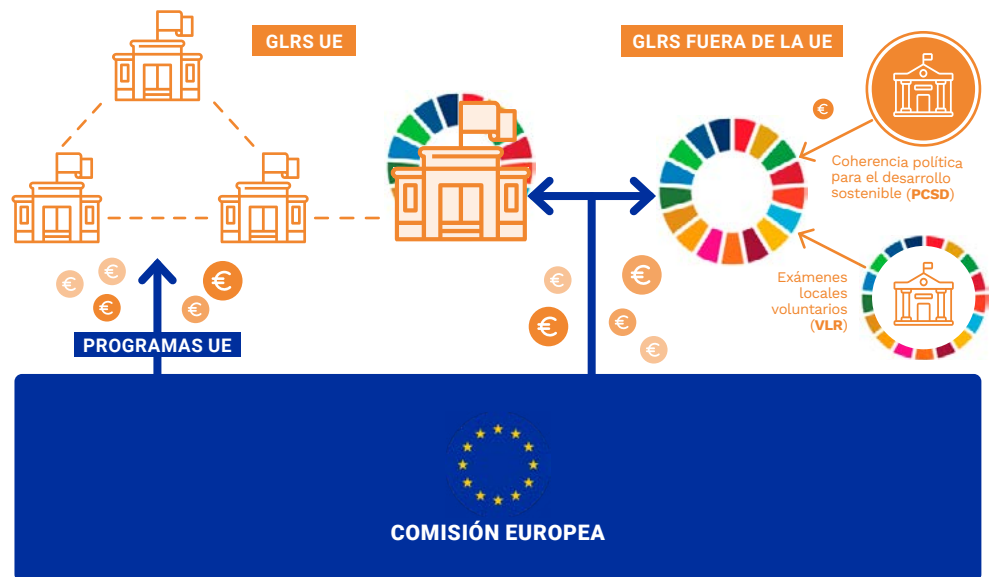 GLRS UE
GLRS FUERA DE LA UE
€
Coherencia política
para el desarrollo
sostenible (PCSD)
Exámenes
locales
voluntarios
(VLR)
€
€
€
€
€
€
€
€
€
€
PROGRAMAS UE
COMISIÓN EUROPEA